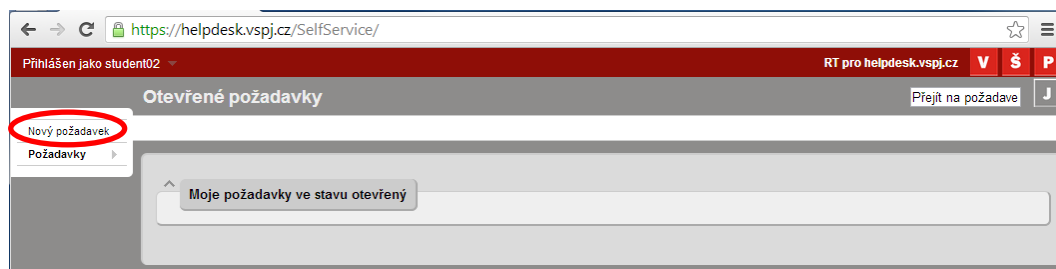 https://helpdesk.vspj.cz/SelfService/
Přihlášen jako student02
RT pro helpdesk.vspj.cz V Š P
Otevřené požadavky
Přejít na požadave J
Nový požadavek
Požadavky
Moje požadavky ve stavu otevřený